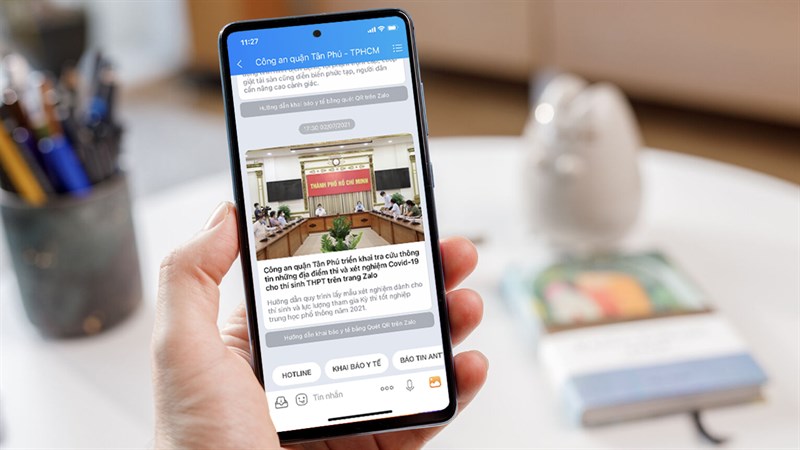 11:27
Công an quận Tân Phú - TPHCM
giật tài sản cũng diễn biến phức tạp, người dân
cần nâng cao cảnh giác.
Hướng dẫn khai báo y tế bằng quét QR trên Zalo
THÀNH PHỐ HỒ CHÍ MINH
Công an quận Tân Phú triển khai tra cứu thông
tin những địa điểm thi và xét nghiệm Covid-19
cho thí sinh THPT trên trang Zalo
Hướng dẫn quy trình lấy mẫu xét nghiệm dành cho
thí sinh và lực lượng tham gia Kỳ thi tốt nghiệp
trung học phổ thông năm 2021.
Hướng dẫn khai báo y tế bằng Quét QR trên Zalo
HOTLINE
KHAI BÁO Y TẾ
BÁO TIN ANT
Tin nhắn